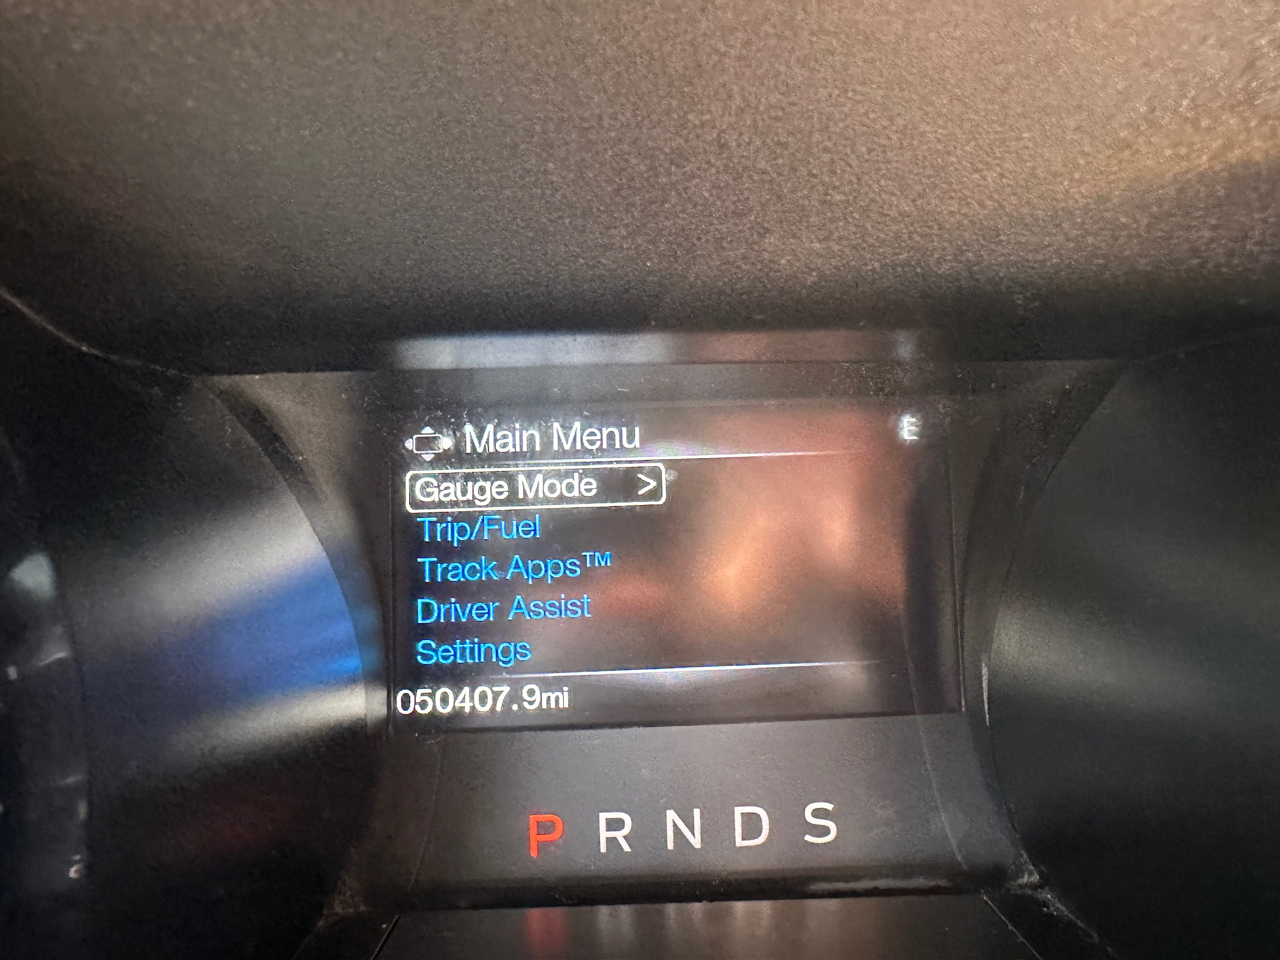 Main Menu
E
Gauge Mode >
Trip/Fuel
Track Apps™
Driver Assist
Settings
050407.9mi
P R N D S